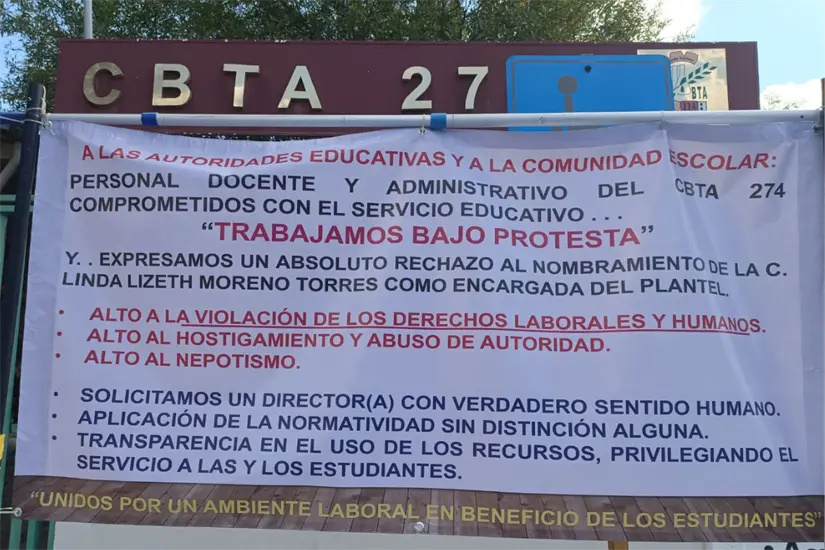 CBTA 27
BTA
274
A LAS AUTORIDADES EDUCATIVAS Y A LA COMUNIDAD ESCOLAR:
PERSONAL DOCENTE Y ADMINISTRATIVO DEL CBTA 274
COMPROMETIDOS CON EL SERVICIO EDUCATIVO . . .
“TRABAJAMOS BAJO PROTESTA”
Y. . EXPRESAMOS UN ABSOLUTO RECHAZO AL NOMBRAMIENTO DE LA C.
LINDA LIZETH MORENO TORRES COMO ENCARGADA DEL PLANTEL.
· ALTO A LA VIOLACIÓN DE LOS DERECHOS LABORALES Y HUMANOS.
· ALTO AL HOSTIGAMIENTO Y ABUSO DE AUTORIDAD.
· ALTO AL NEPOTISMO.
· SOLICITAMOS UN DIRECTOR(A) CON VERDADERO SENTIDO HUMANO.
· APLICACIÓN DE LA NORMATIVIDAD SIN DISTINCIÓN ALGUNA.
· TRANSPARENCIA EN EL USO DE LOS RECURSOS, PRIVILEGIANDO EL
SERVICIO A LAS Y LOS ESTUDIANTES.
“UNIDOS POR UN AMBIENTE LABORAL EN BENEFICIO DE LOS ESTUDIANTES”